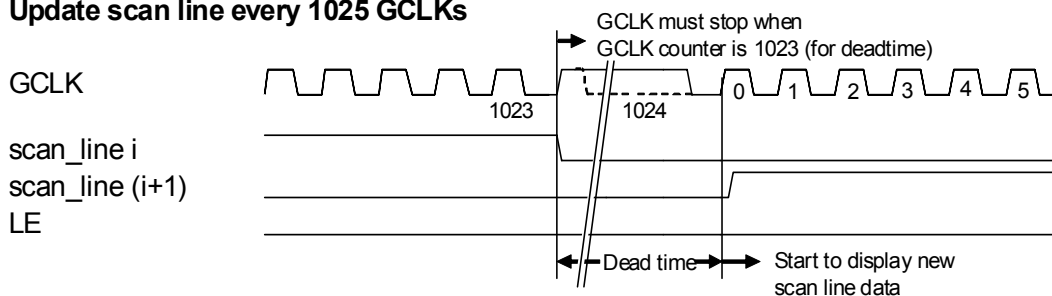 Update scan line every 1025 GCLKs
GCLK must stop when
GCLK counter is 1023 (for deadtime)
GCLK
1023
1024
0 1 2 3 4 5
scan_line i
scan_line (i+1)
LE
Dead time
Start to display new
scan line data